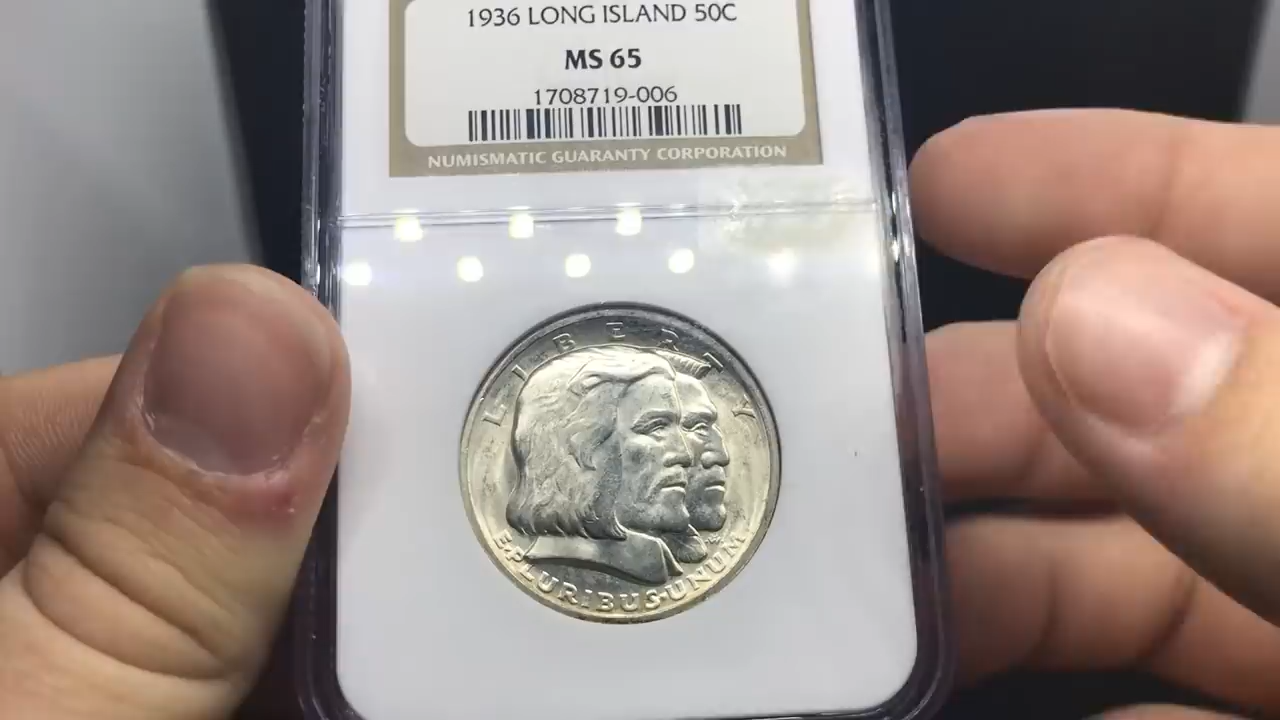 1936 LONG ISLAND 50C
MS 65
1708719-006
NUMISMATIC GUARANTY CORPORATION
LIBERTY
E·PLURIBUS·UNUM